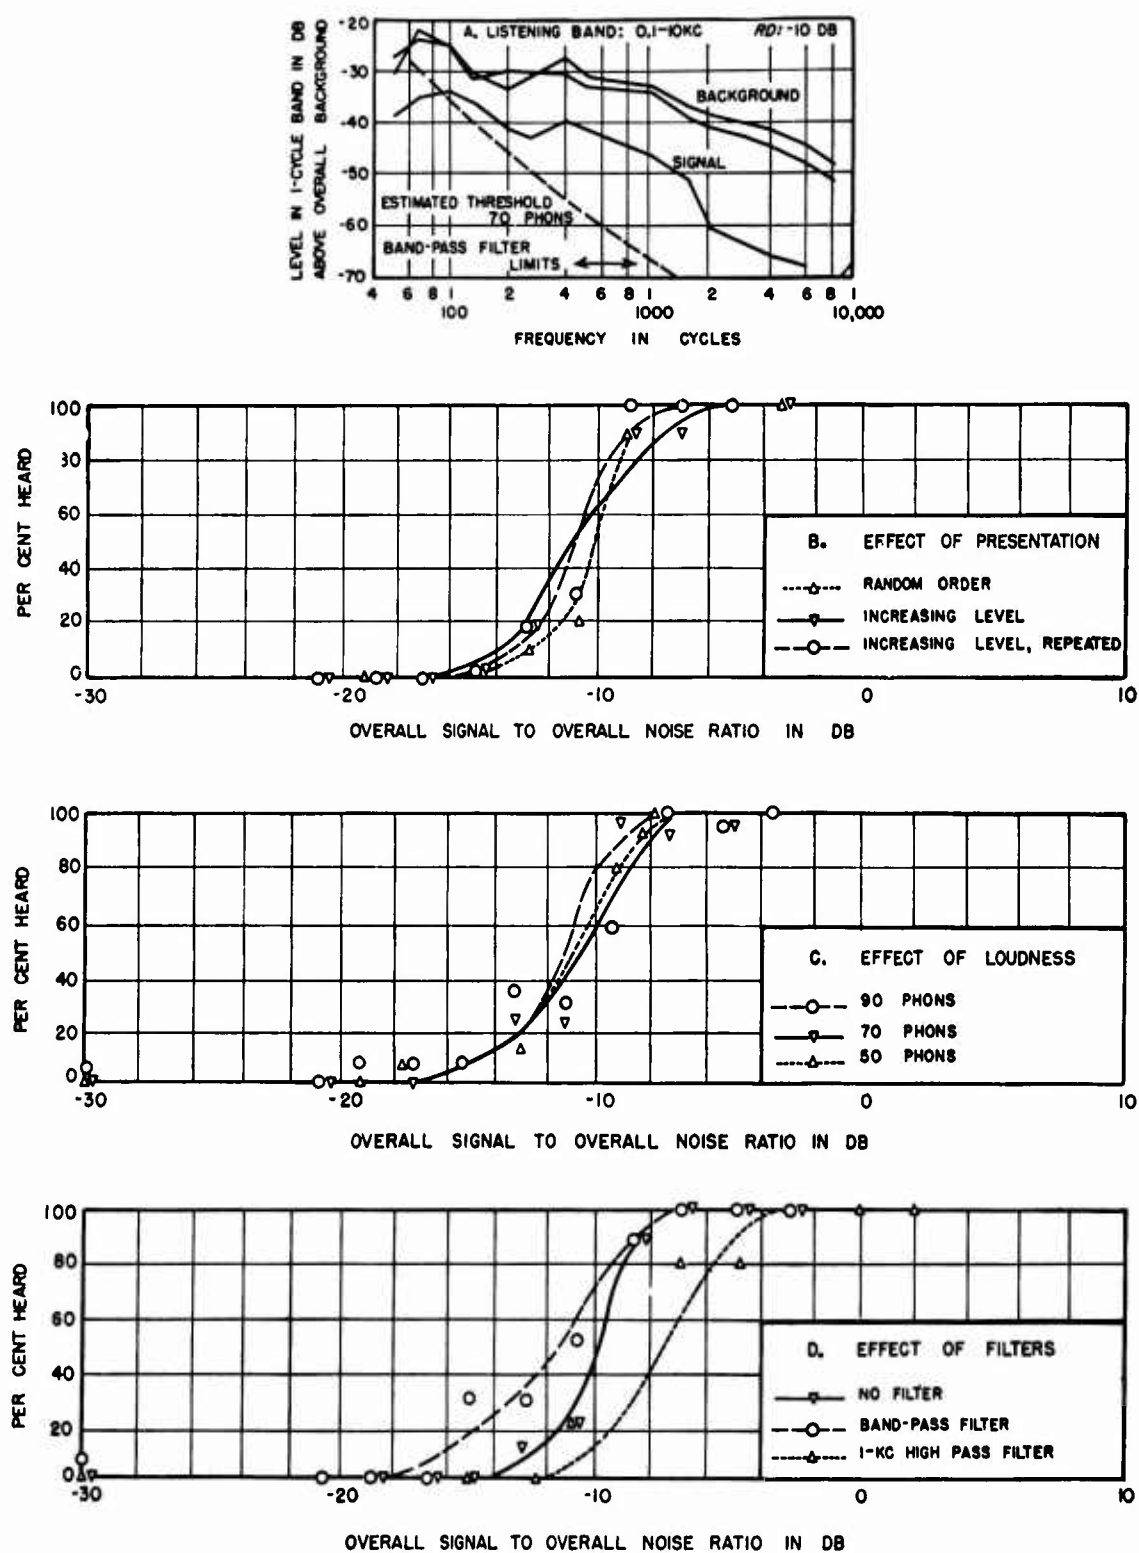 A. LISTENING BAND: 0.1-10KC RD: -10 DB
LEVEL IN 1-CYCLE BAND IN DB
ABOVE OVERALL BACKGROUND
-20
-30
-40
-50
-60
-70
BACKGROUND
SIGNAL
ESTIMATED THRESHOLD
70 PHONS
BAND-PASS FILTER
LIMITS
4 6 8 1 2 4 6 8 1 2 4 6 8 1
100 1000 10,000
FREQUENCY IN CYCLES
PER CENT HEARD
100
30
60
40
20
0
B. EFFECT OF PRESENTATION
RANDOM ORDER
INCREASING LEVEL
INCREASING LEVEL, REPEATED
-30 -20 -10 0 10
OVERALL SIGNAL TO OVERALL NOISE RATIO IN DB
PER CENT HEARD
100
80
60
40
20
0
C. EFFECT OF LOUDNESS
90 PHONS
70 PHONS
50 PHONS
-30 -20 -10 0 10
OVERALL SIGNAL TO OVERALL NOISE RATIO IN DB
PER CENT HEARD
100
80
60
40
20
0
D. EFFECT OF FILTERS
NO FILTER
BAND-PASS FILTER
1-KC HIGH PASS FILTER
-30 -20 -10 0 10
OVERALL SIGNAL TO OVERALL NOISE RATIO IN DB